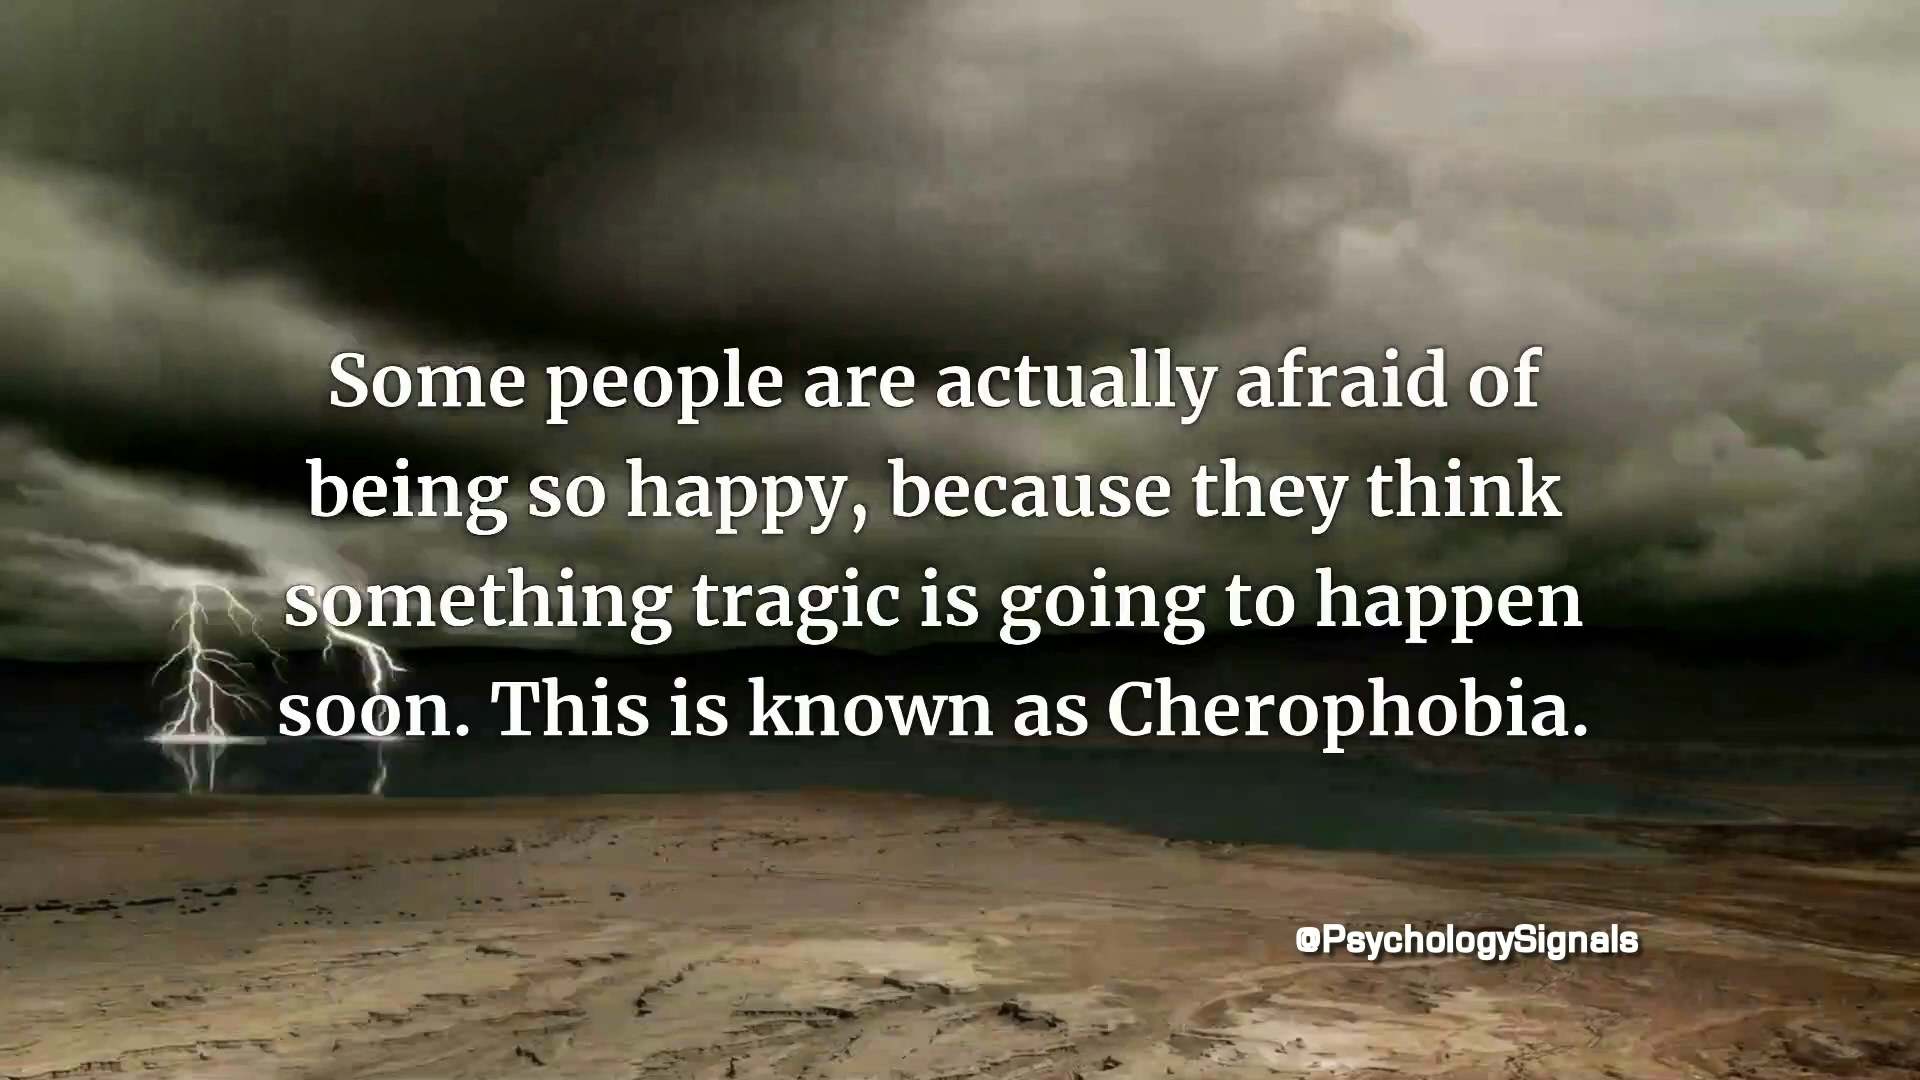 Some people are actually afraid of
being so happy, because they think
something tragic is going to happen
soon. This is known as Cherophobia.
@PsychologySignals